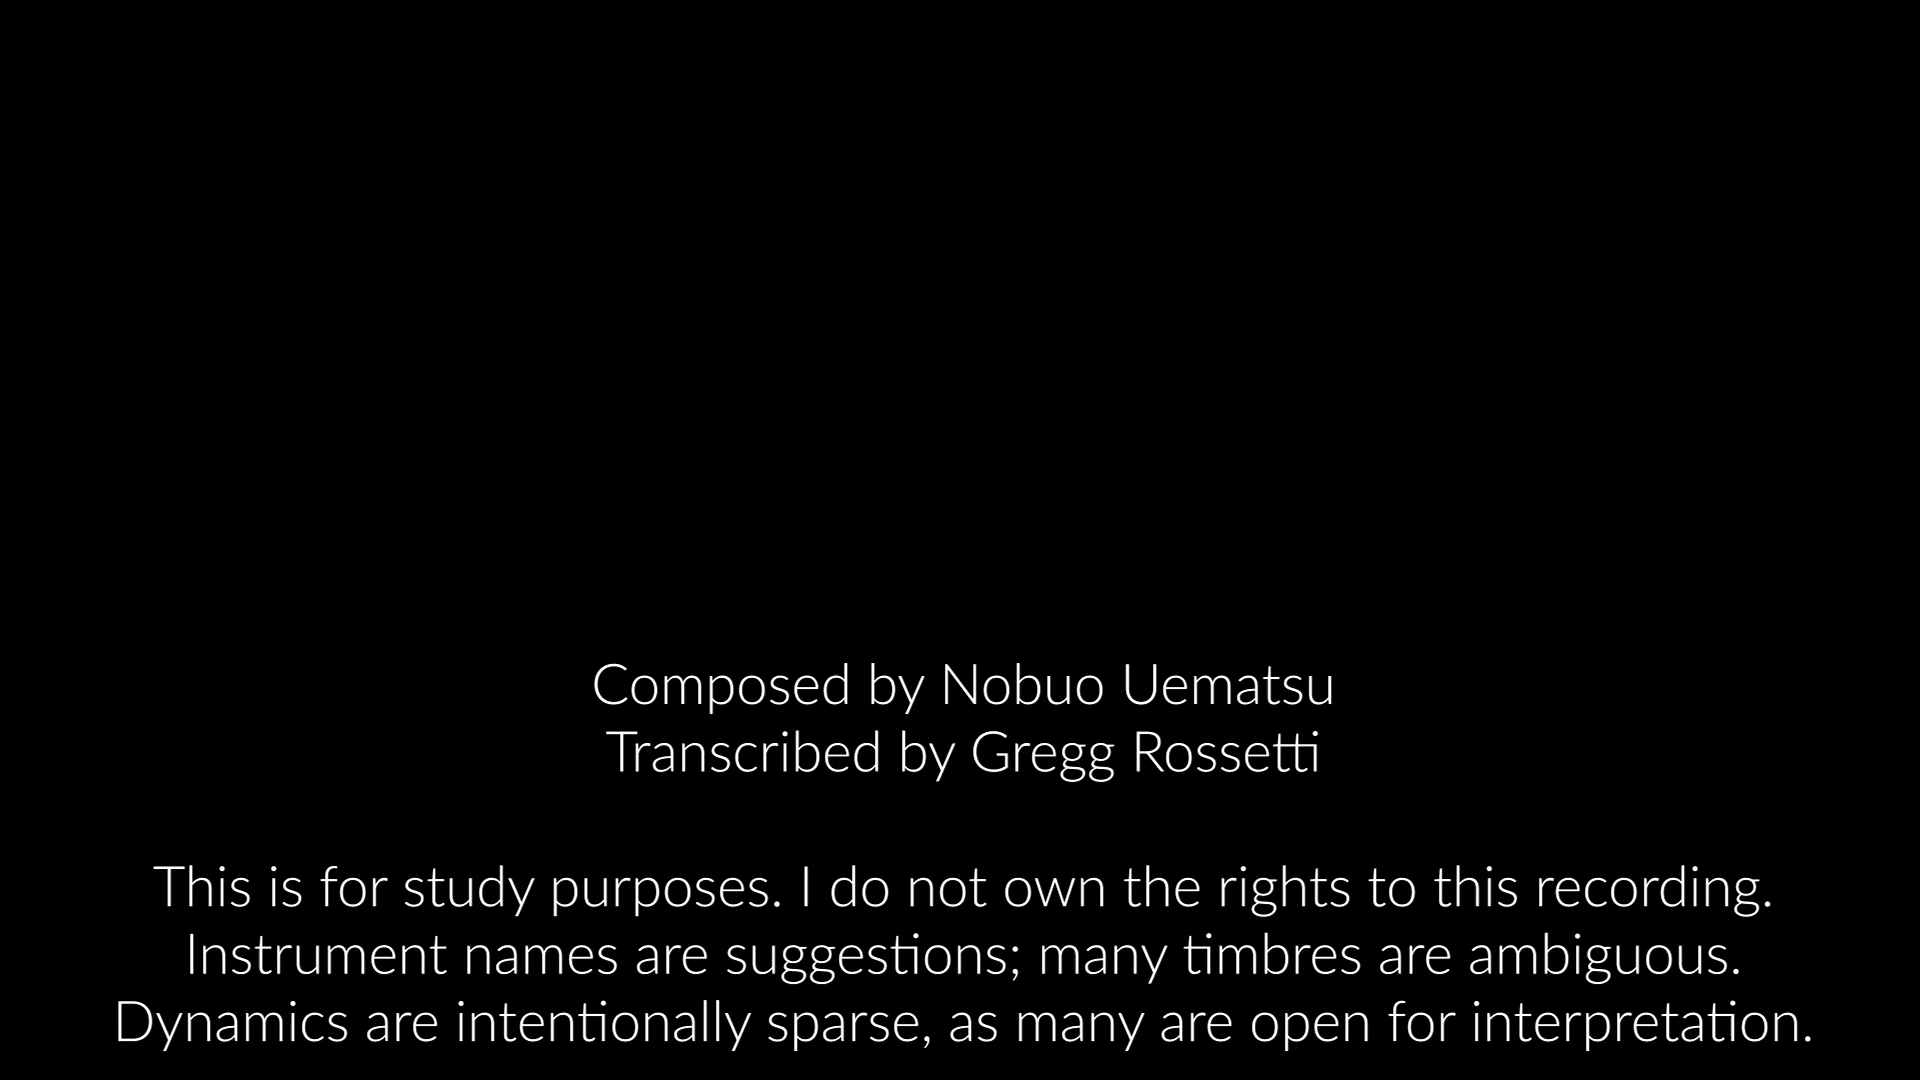 Composed by Nobuo Uematsu
Transcribed by Gregg Rossetti
This is for study purposes. I do not own the rights to this recording.
Instrument names are suggestions; many timbres are ambiguous.
Dynamics are intentionally sparse, as many are open for interpretation.